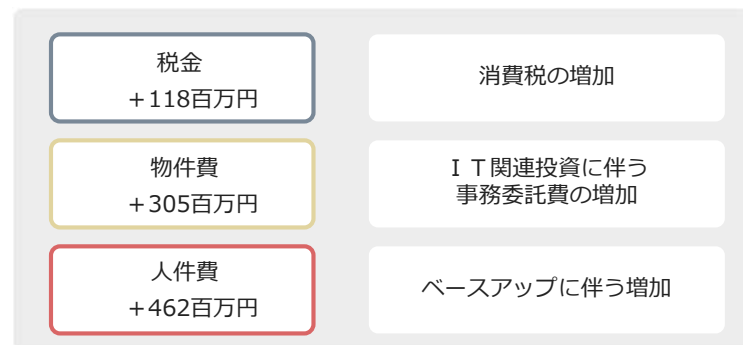 税金
＋118百万円
消費税の増加
物件費
＋305百万円
ＩＴ関連投資に伴う
事務委託費の増加
人件費
＋462百万円
ベースアップに伴う増加